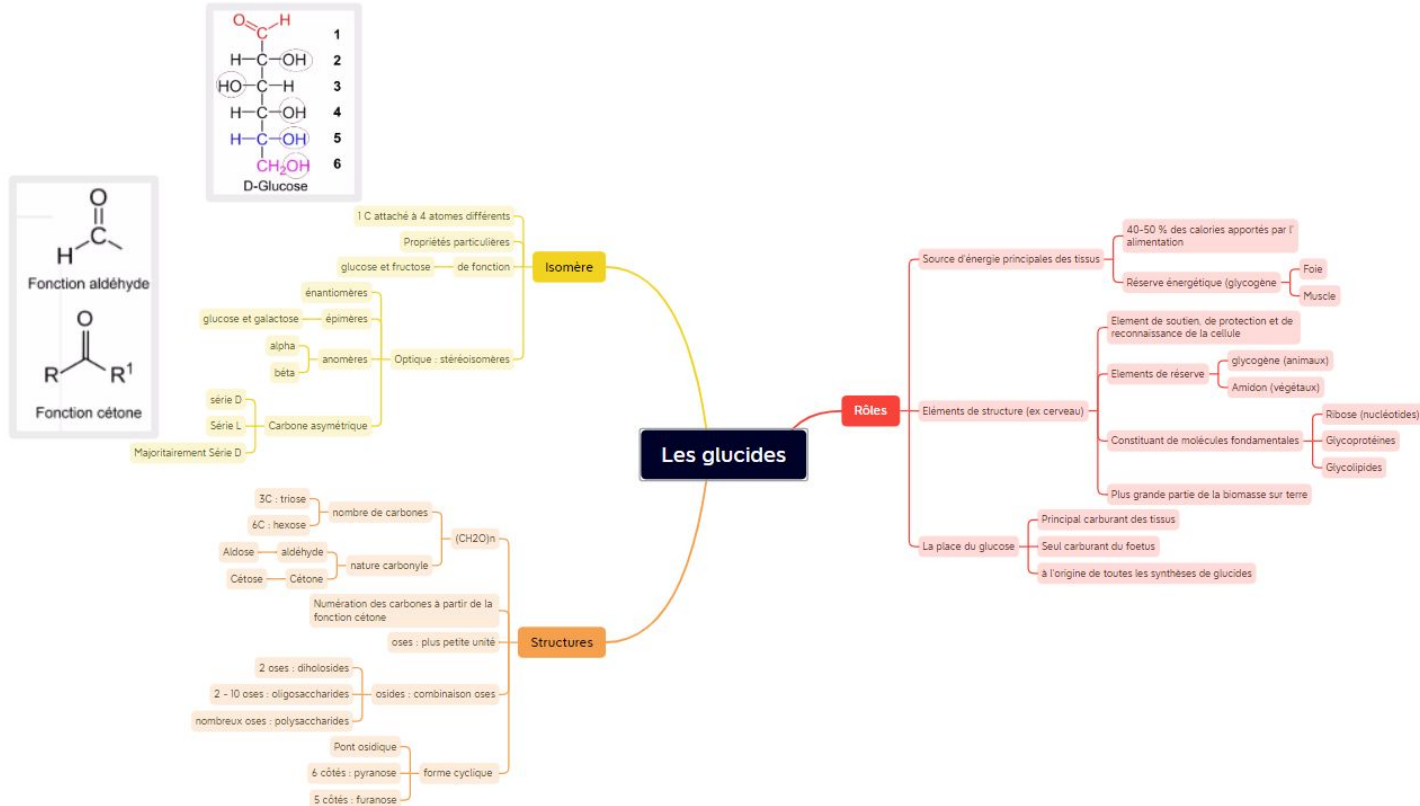 O
H
C
1
H
C
OH
2
HO
C
H
3
H
C
OH
4
H
C
OH
5
CH2OH
6
D-Glucose
O
H
C
Fonction aldéhyde
O
R
R1
Fonction cétone
Les glucides
Isomère
1 C attaché à 4 atomes différents
Propriétés particulières
de fonction
glucose et fructose
Optique : stéréoisomères
énantiomères
épimères
glucose et galactose
anomères
alpha
béta
Carbone asymétrique
série D
Série L
Majoritairement Série D
Structures
(CH2O)n
nombre de carbones
3C : triose
6C : hexose
nature carbonyle
aldéhyde
Aldose
Cétone
Cétose
Numération des carbones à partir de la
fonction cétone
oses : plus petite unité
osides : combinaison oses
2 oses : diholosides
2 - 10 oses : oligosaccharides
nombreux oses : polysaccharides
forme cyclique
Pont osidique
6 côtés : pyranose
5 côtés : furanose
Rôles
Source d'énergie principales des tissus
40-50 % des calories apportés par l'
alimentation
Réserve énergétique (glycogène
Foie
Muscle
Eléments de structure (ex cerveau)
Element de soutien, de protection et de
reconnaissance de la cellule
Elements de réserve
glycogène (animaux)
Amidon (végétaux)
Constituant de molécules fondamentales
Ribose (nucléotides)
Glycoprotéines
Glycolipides
Plus grande partie de la biomasse sur terre
La place du glucose
Principal carburant des tissus
Seul carburant du foetus
à l'origine de toutes les synthèses de glucides